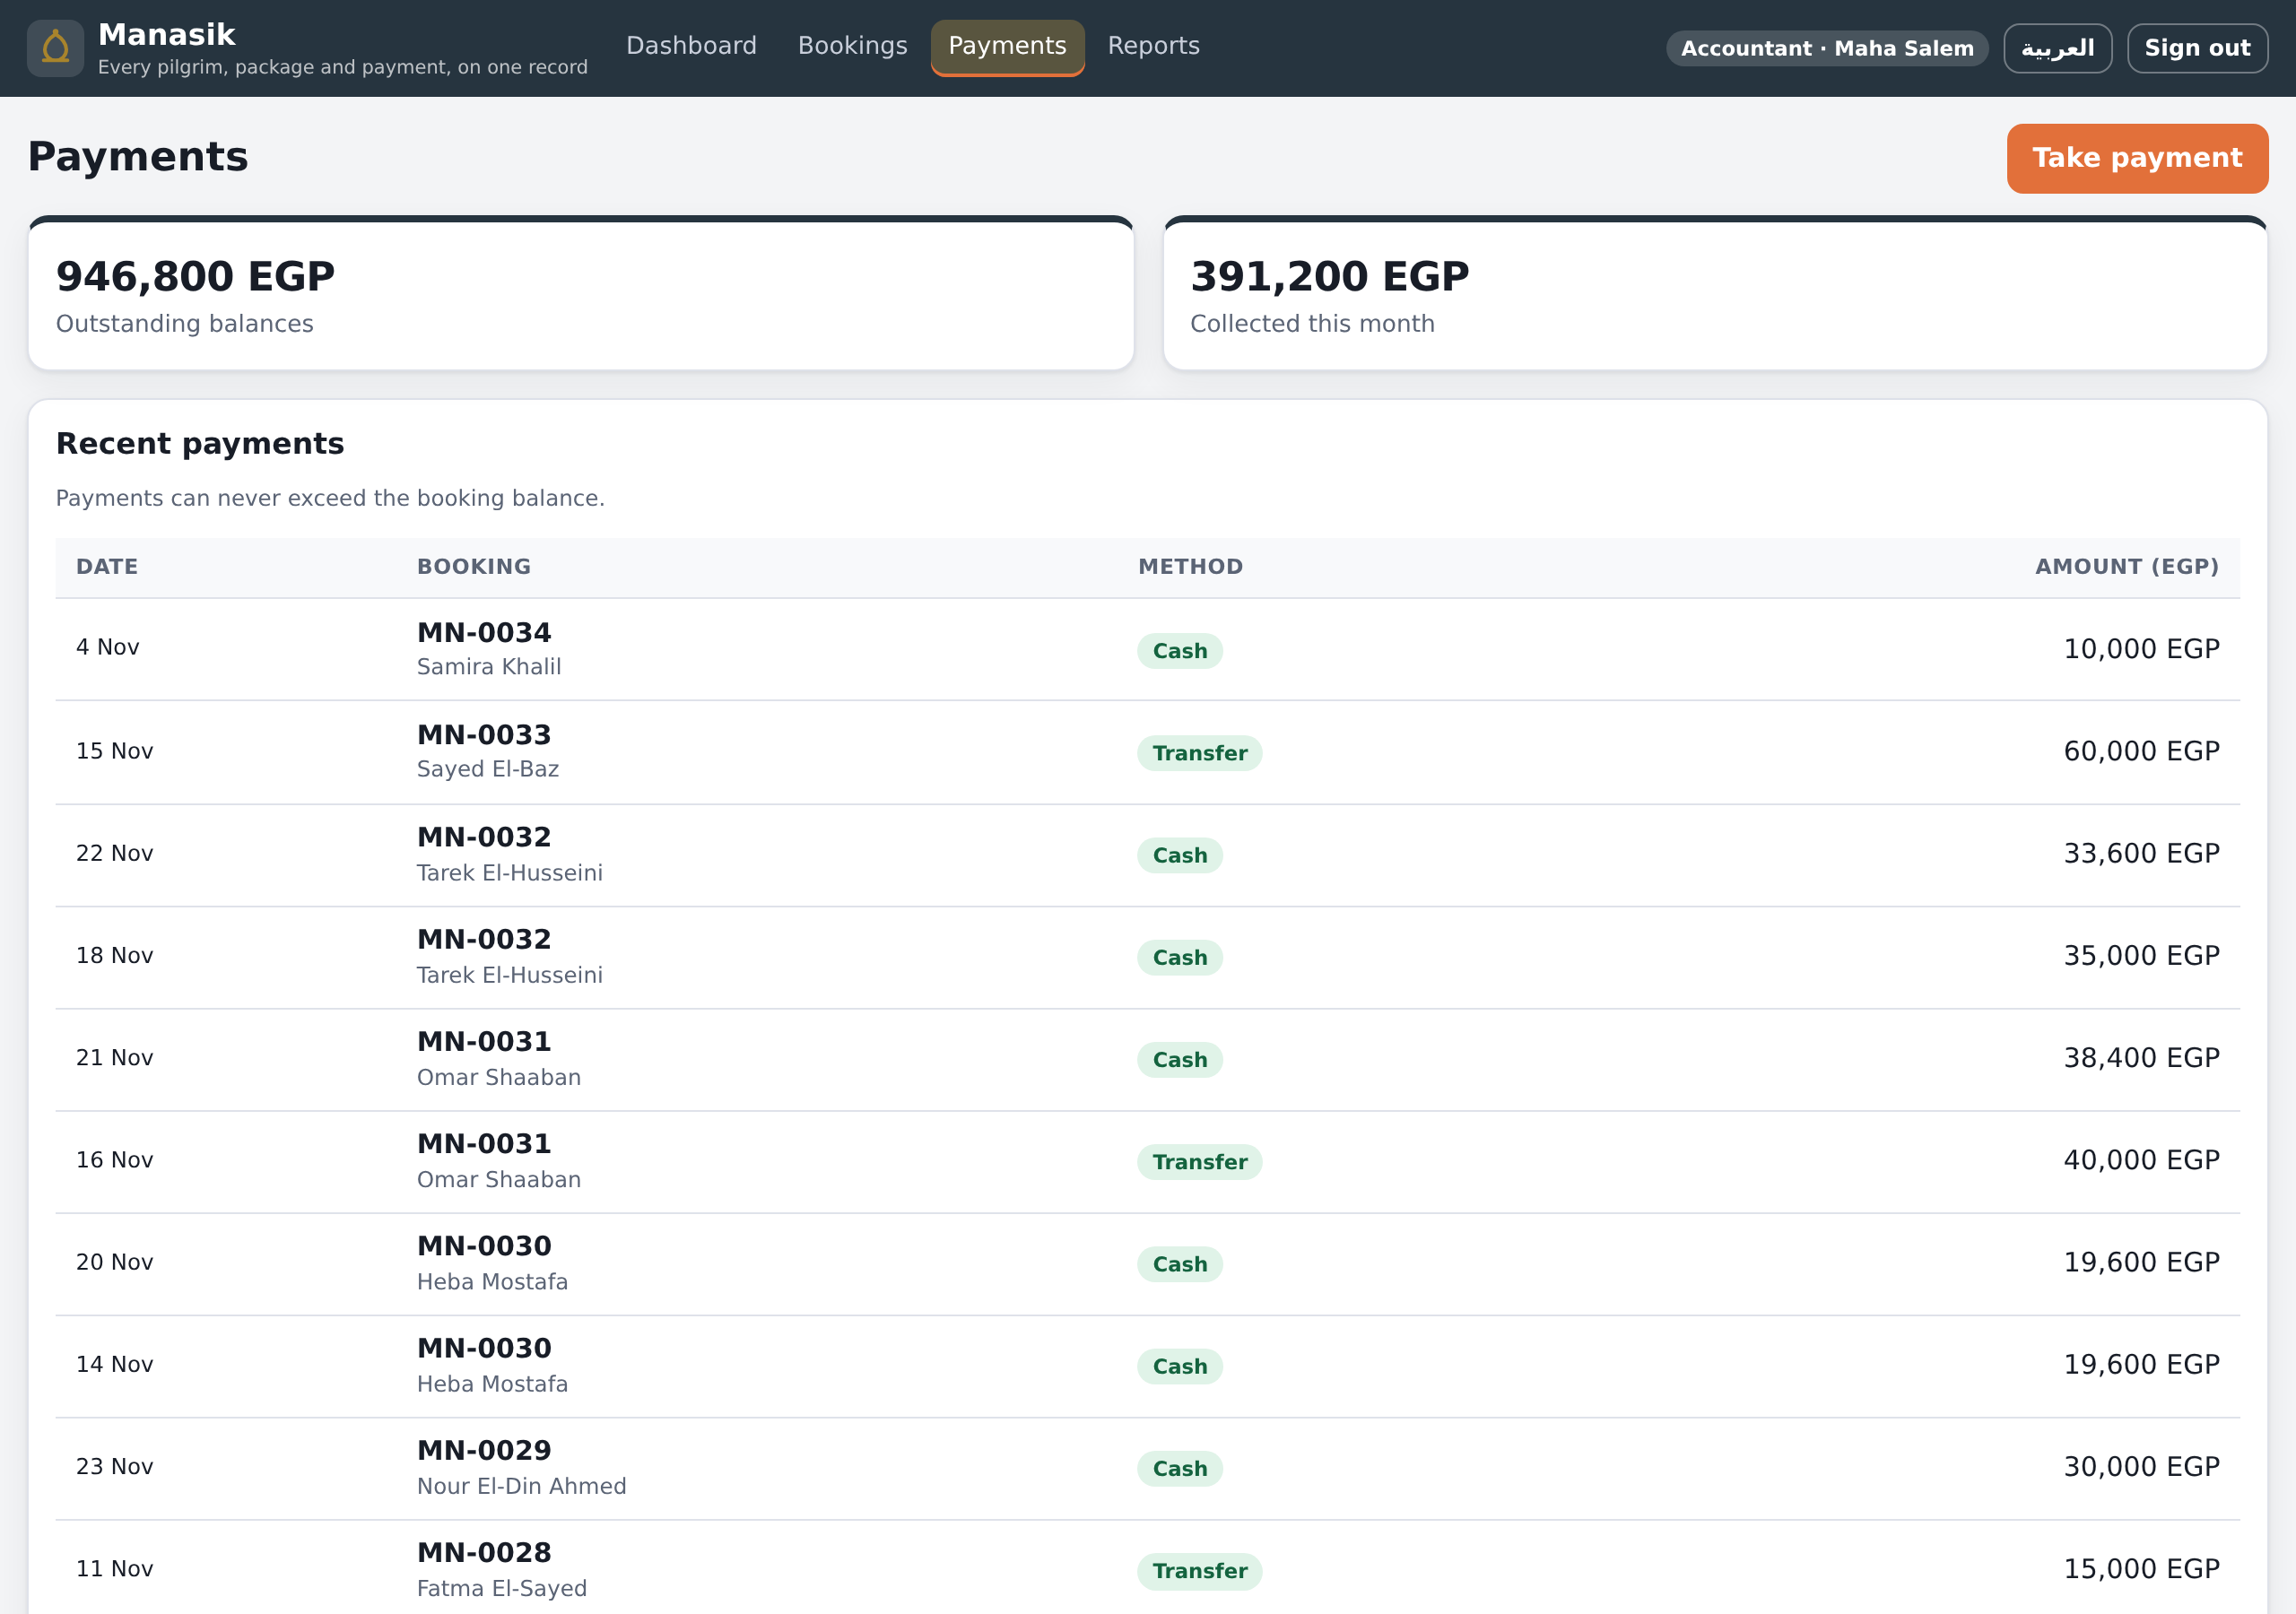 Manasik
Every pilgrim, package and payment, on one record
Dashboard Bookings Payments Reports
Accountant · Maha Salem العربية Sign out
Payments
Take payment
946,800 EGP
Outstanding balances
391,200 EGP
Collected this month
Recent payments
Payments can never exceed the booking balance.
DATE BOOKING METHOD AMOUNT (EGP)
4 Nov MN-0034 Cash 10,000 EGP
Samira Khalil
15 Nov MN-0033 Transfer 60,000 EGP
Sayed El-Baz
22 Nov MN-0032 Cash 33,600 EGP
Tarek El-Husseini
18 Nov MN-0032 Cash 35,000 EGP
Tarek El-Husseini
21 Nov MN-0031 Cash 38,400 EGP
Omar Shaaban
16 Nov MN-0031 Transfer 40,000 EGP
Omar Shaaban
20 Nov MN-0030 Cash 19,600 EGP
Heba Mostafa
14 Nov MN-0030 Cash 19,600 EGP
Heba Mostafa
23 Nov MN-0029 Cash 30,000 EGP
Nour El-Din Ahmed
11 Nov MN-0028 Transfer 15,000 EGP
Fatma El-Sayed